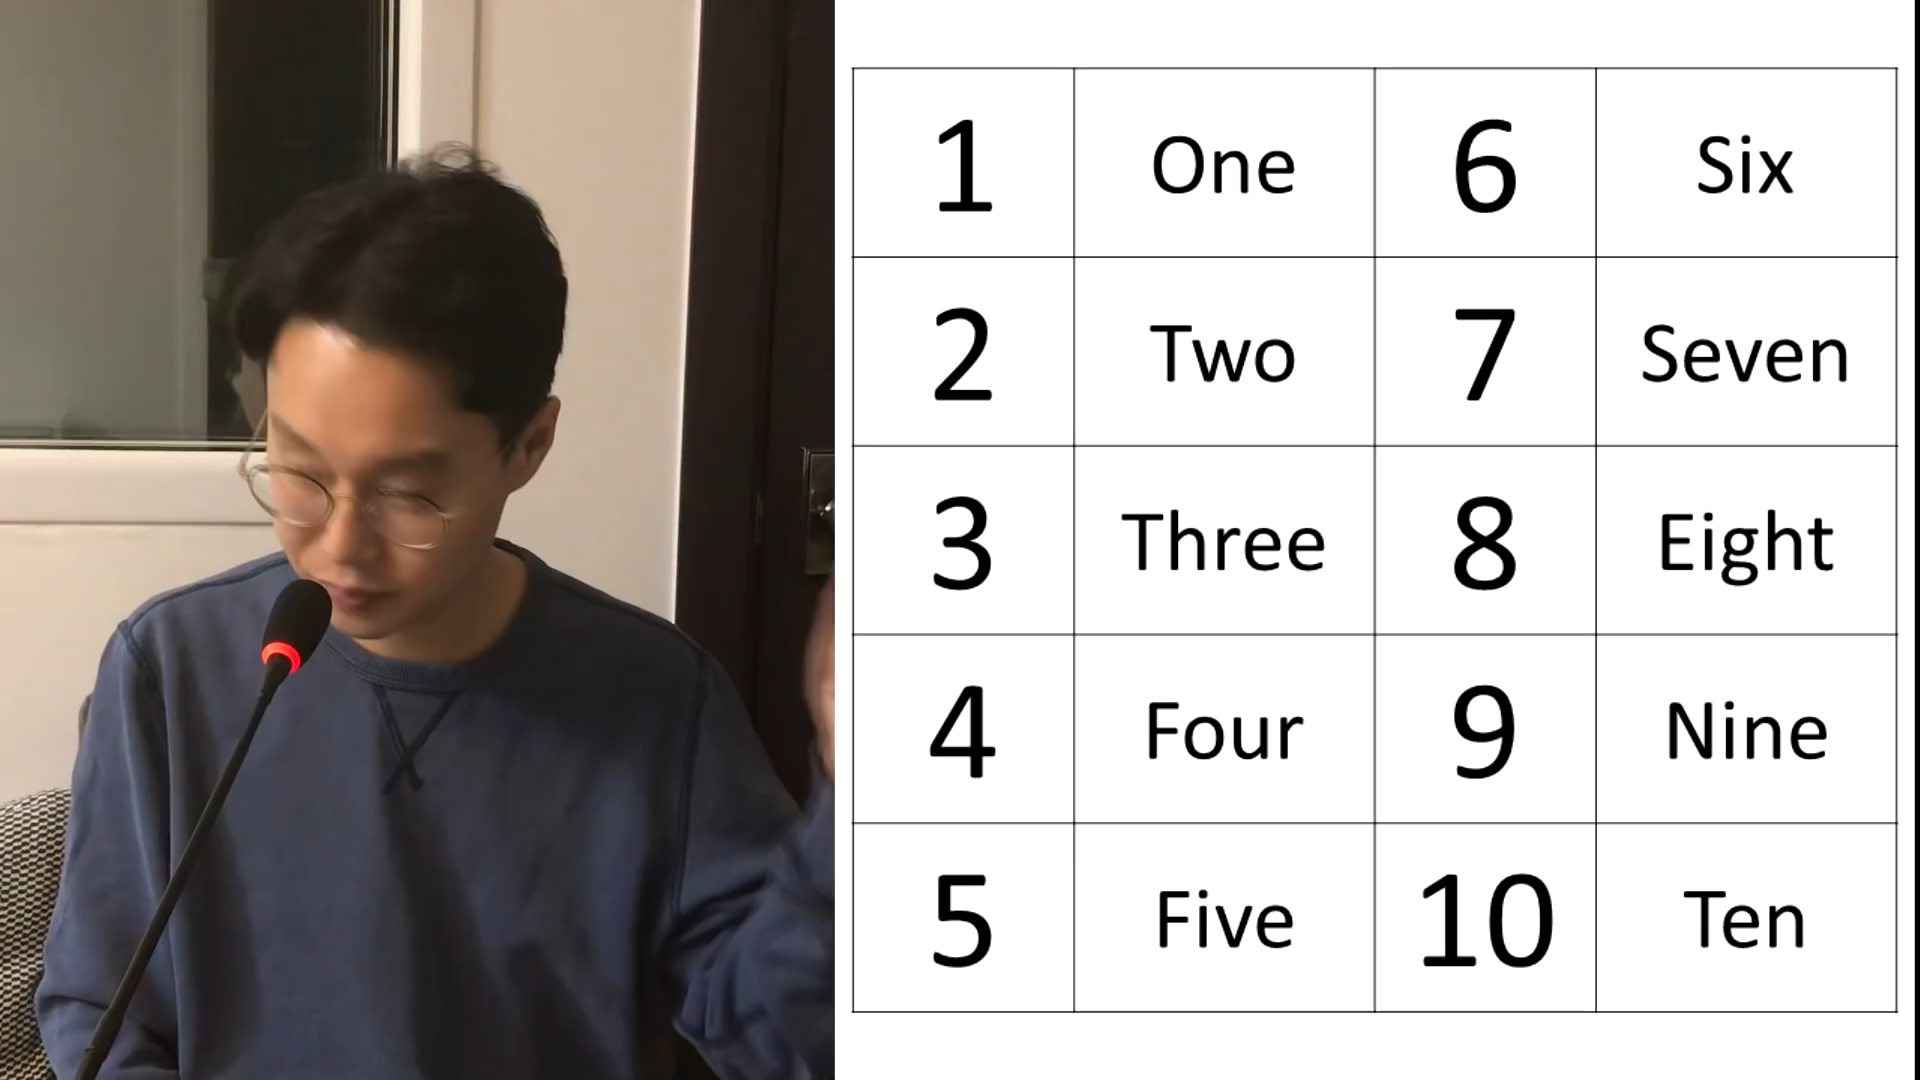 1 One 6 Six
2 Two 7 Seven
3 Three 8 Eight
4 Four 9 Nine
5 Five 10 Ten